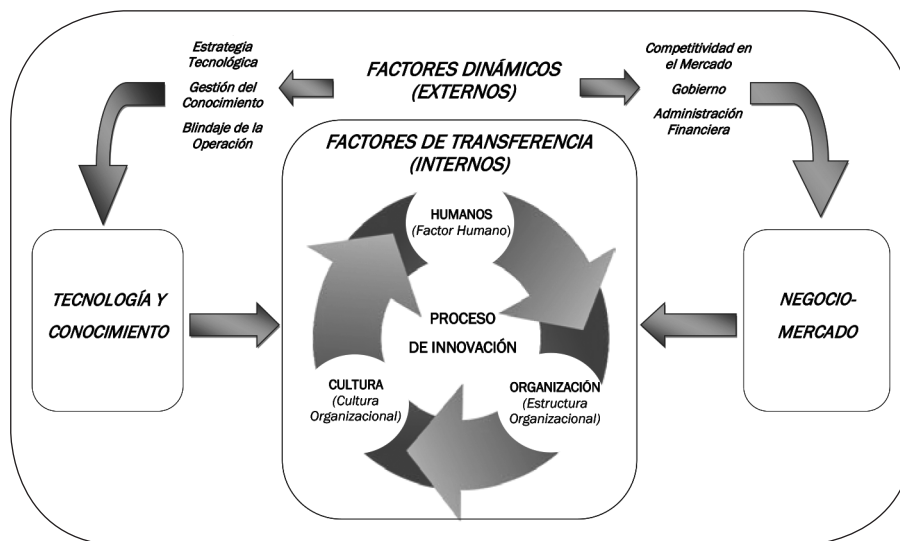 Estrategia
Tecnológica
Gestión del
Conocimiento
Blindaje de la
Operación
FACTORES DINÁMICOS
(EXTERNOS)
Competitividad en
el Mercado
Gobierno
Administración
Financiera
FACTORES DE TRANSFERENCIA
(INTERNOS)
HUMANOS
(Factor Humano)
TECNOLOGÍA Y
CONOCIMIENTO
PROCESO
DE INNOVACIÓN
NEGOCIO-
MERCADO
CULTURA
(Cultura
Organizacional)
ORGANIZACIÓN
(Estructura
Organizacional)